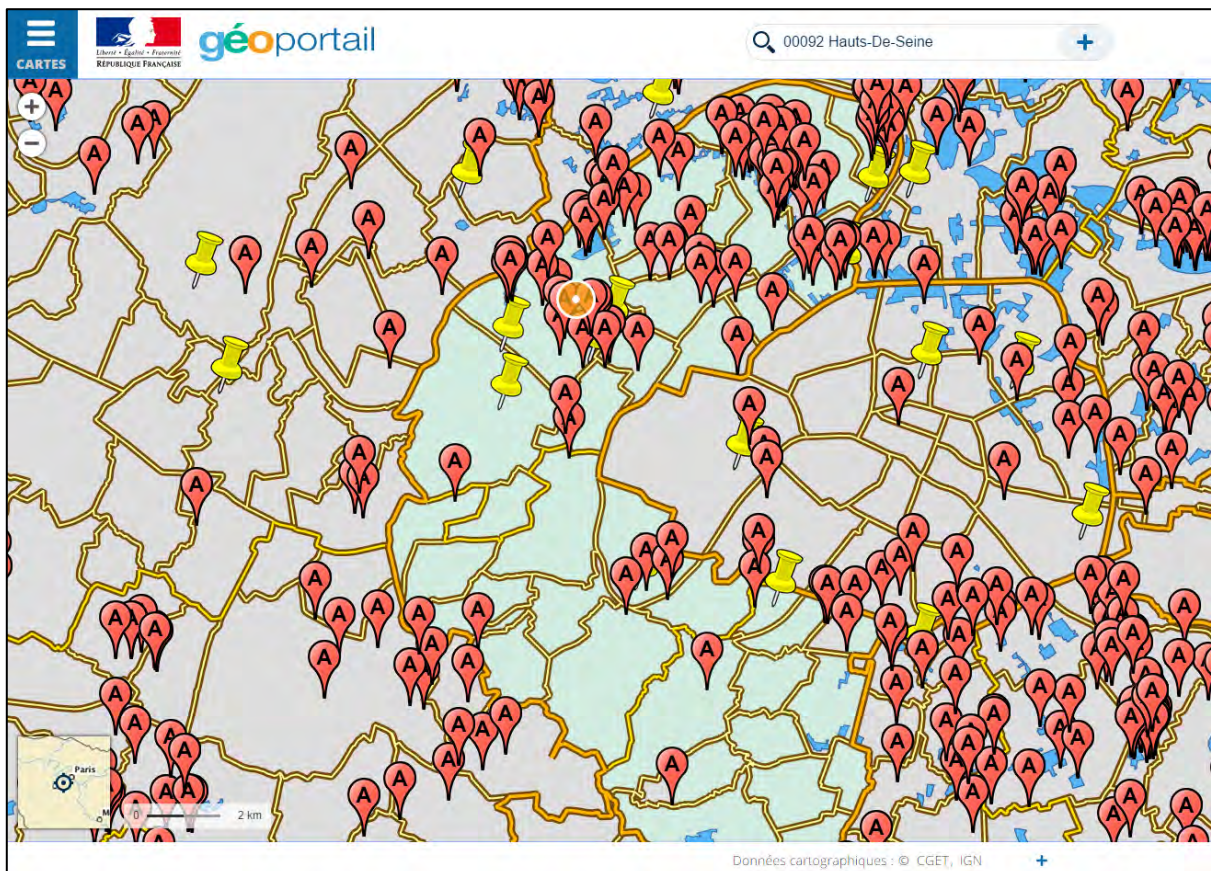 CARTES
Liberté • Égalité • Fraternité
RÉPUBLIQUE FRANÇAISE
géoportail
00092 Hauts-De-Seine
Paris
M
0
2 km
Données cartographiques : © CGET, IGN